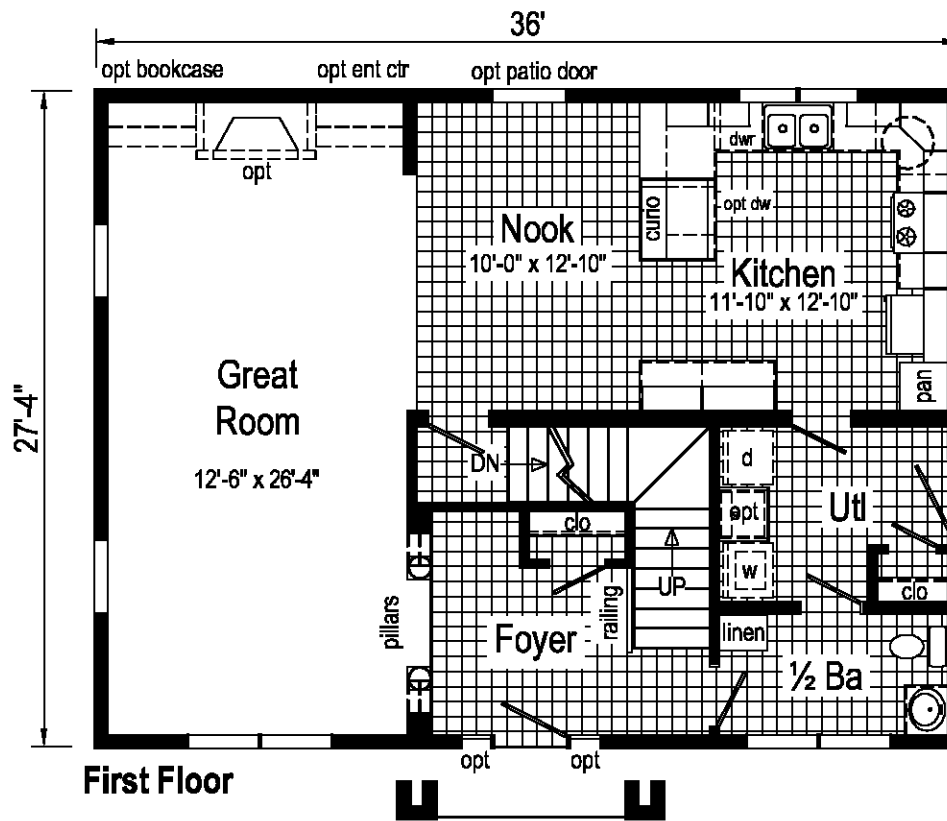 36'
opt bookcase
opt ent ctr
opt patio door
opt
dwr
curio
opt dw
Nook
10'-0" x 12'-10"
Kitchen
11'-10" x 12'-10"
27'-4"
Great
Room
12'-6" x 26'-4"
pan
DN
d
opt
w
Utl
clo
clo
UP
railing
pillars
Foyer
linen
½ Ba
opt
opt
First Floor